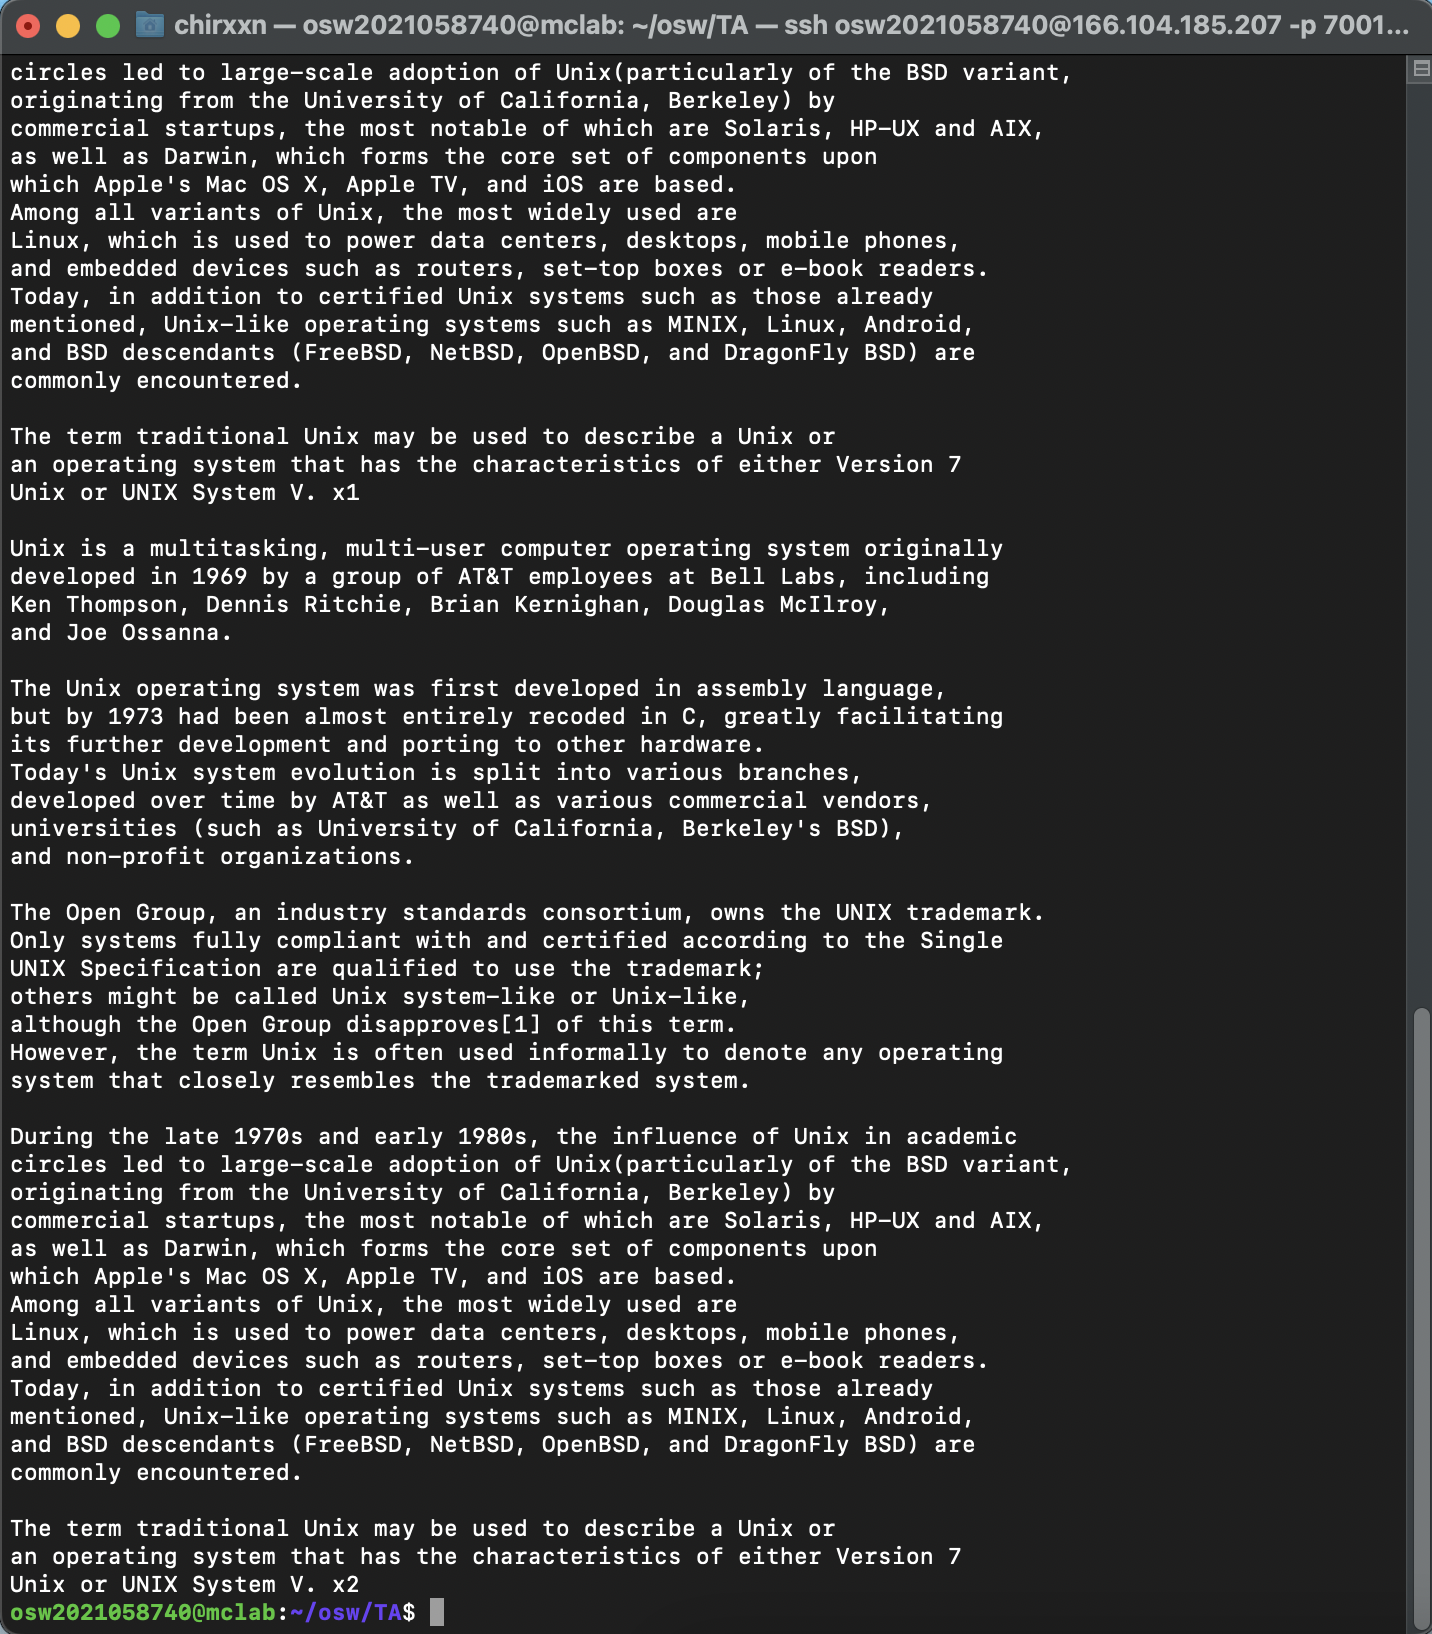 chirxxn — osw2021058740@mclab: ~/osw/TA — ssh osw2021058740@166.104.185.207 -p 7001...
circles led to large-scale adoption of Unix(particularly of the BSD variant,
originating from the University of California, Berkeley) by
commercial startups, the most notable of which are Solaris, HP-UX and AIX,
as well as Darwin, which forms the core set of components upon
which Apple's Mac OS X, Apple TV, and iOS are based.
Among all variants of Unix, the most widely used are
Linux, which is used to power data centers, desktops, mobile phones,
and embedded devices such as routers, set-top boxes or e-book readers.
Today, in addition to certified Unix systems such as those already
mentioned, Unix-like operating systems such as MINIX, Linux, Android,
and BSD descendants (FreeBSD, NetBSD, OpenBSD, and DragonFly BSD) are
commonly encountered.

The term traditional Unix may be used to describe a Unix or
an operating system that has the characteristics of either Version 7
Unix or UNIX System V. x1

Unix is a multitasking, multi-user computer operating system originally
developed in 1969 by a group of AT&T employees at Bell Labs, including
Ken Thompson, Dennis Ritchie, Brian Kernighan, Douglas McIlroy,
and Joe Ossanna.

The Unix operating system was first developed in assembly language,
but by 1973 had been almost entirely recoded in C, greatly facilitating
its further development and porting to other hardware.
Today's Unix system evolution is split into various branches,
developed over time by AT&T as well as various commercial vendors,
universities (such as University of California, Berkeley's BSD),
and non-profit organizations.

The Open Group, an industry standards consortium, owns the UNIX trademark.
Only systems fully compliant with and certified according to the Single
UNIX Specification are qualified to use the trademark;
others might be called Unix system-like or Unix-like,
although the Open Group disapproves[1] of this term.
However, the term Unix is often used informally to denote any operating
system that closely resembles the trademarked system.

During the late 1970s and early 1980s, the influence of Unix in academic
circles led to large-scale adoption of Unix(particularly of the BSD variant,
originating from the University of California, Berkeley) by
commercial startups, the most notable of which are Solaris, HP-UX and AIX,
as well as Darwin, which forms the core set of components upon
which Apple's Mac OS X, Apple TV, and iOS are based.
Among all variants of Unix, the most widely used are
Linux, which is used to power data centers, desktops, mobile phones,
and embedded devices such as routers, set-top boxes or e-book readers.
Today, in addition to certified Unix systems such as those already
mentioned, Unix-like operating systems such as MINIX, Linux, Android,
and BSD descendants (FreeBSD, NetBSD, OpenBSD, and DragonFly BSD) are
commonly encountered.

The term traditional Unix may be used to describe a Unix or
an operating system that has the characteristics of either Version 7
Unix or UNIX System V. x2
osw2021058740@mclab:~/osw/TA$